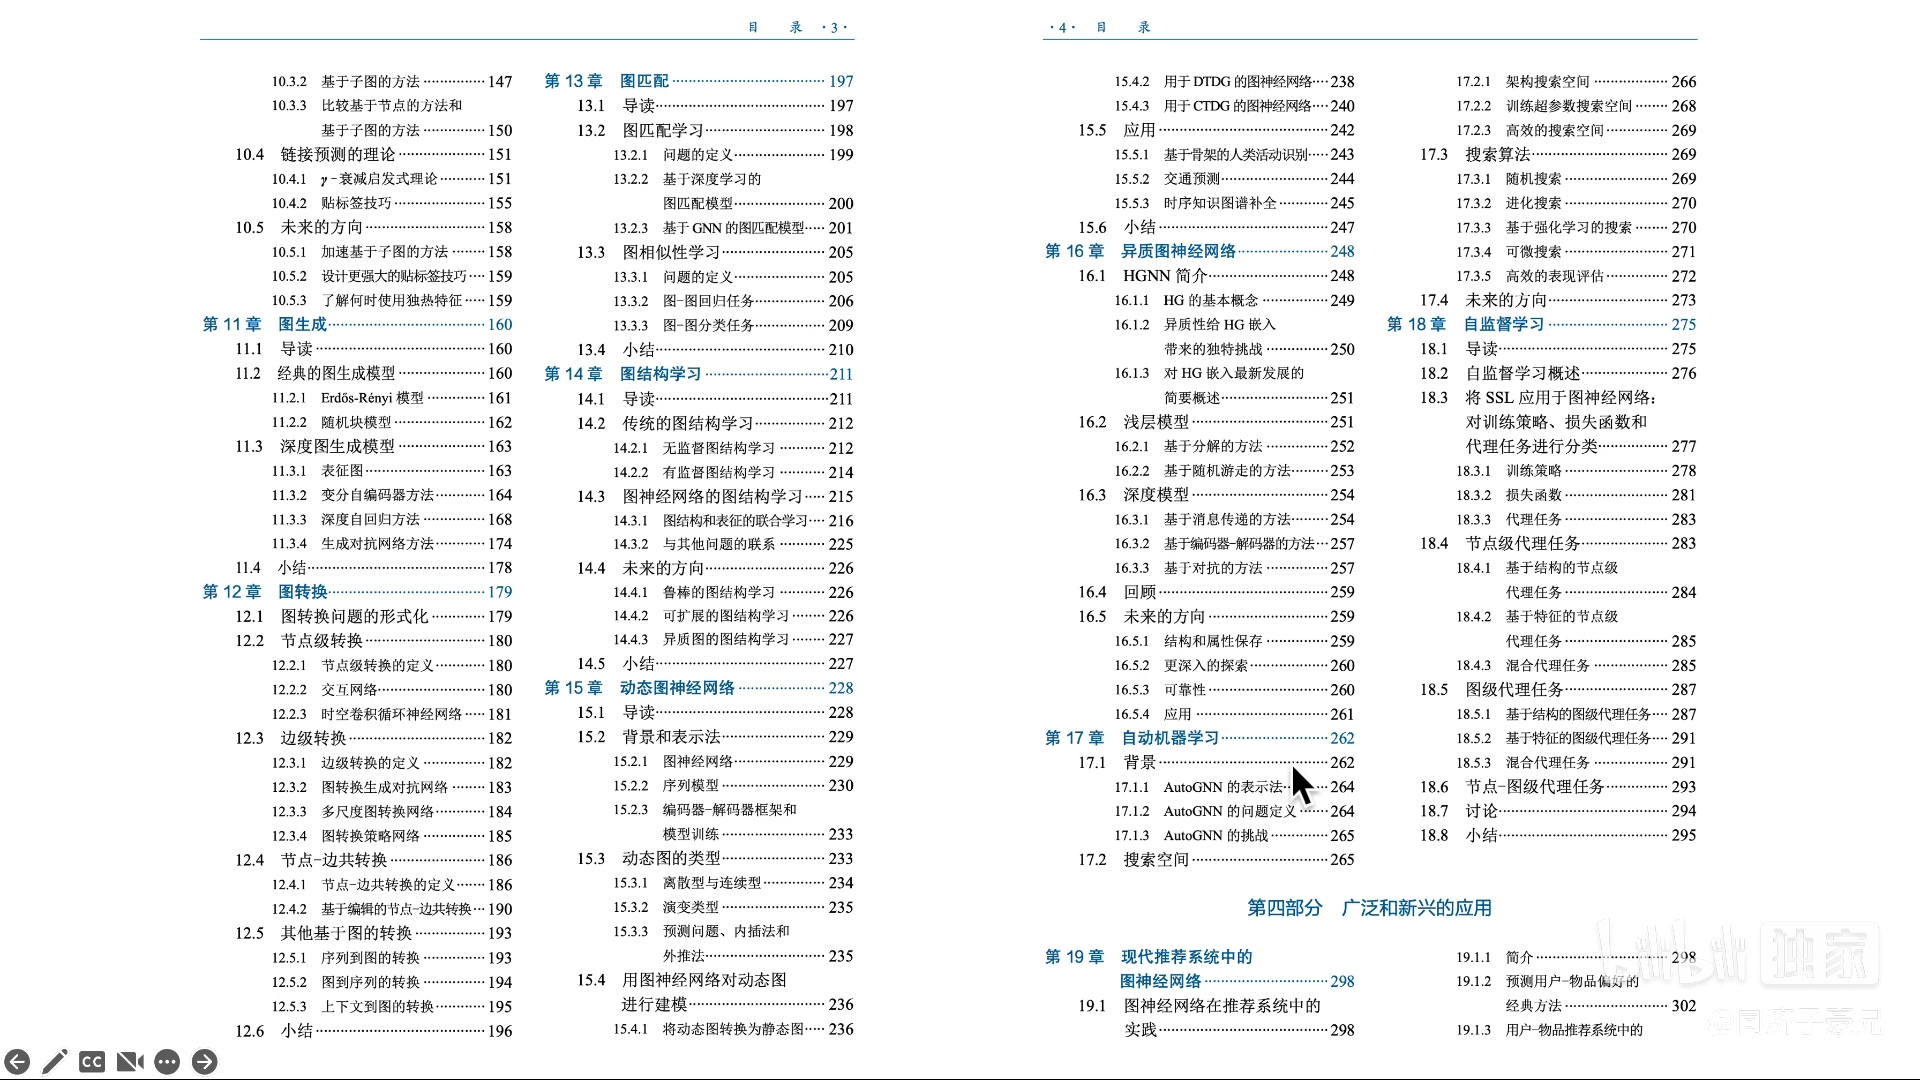 目 录 ·3·
10.3.2 基于子图的方法 147
10.3.3 比较基于节点的方法和
基于子图的方法 150
10.4 链接预测的理论 151
10.4.1 γ-衰减启发式理论 151
10.4.2 贴标签技巧 155
10.5 未来的方向 158
10.5.1 加速基于子图的方法 158
10.5.2 设计更强大的贴标签技巧 159
10.5.3 了解何时使用独热特征 159
第 11 章 图生成 160
11.1 导读 160
11.2 经典的图生成模型 160
11.2.1 Erdős-Rényi 模型 161
11.2.2 随机块模型 162
11.3 深度图生成模型 163
11.3.1 表征图 163
11.3.2 变分自编码器方法 164
11.3.3 深度自回归方法 168
11.3.4 生成对抗网络方法 174
11.4 小结 178
第 12 章 图转换 179
12.1 图转换问题的形式化 179
12.2 节点级转换 180
12.2.1 节点级转换的定义 180
12.2.2 交互网络 180
12.2.3 时空卷积循环神经网络 181
12.3 边级转换 182
12.3.1 边级转换的定义 182
12.3.2 图转换生成对抗网络 183
12.3.3 多尺度图转换网络 184
12.3.4 图转换策略网络 185
12.4 节点-边共转换 186
12.4.1 节点-边共转换的定义 186
12.4.2 基于编辑的节点-边共转换 190
12.5 其他基于图的转换 193
12.5.1 序列到图的转换 193
12.5.2 图到序列的转换 194
12.5.3 上下文到图的转换 195
12.6 小结 196
第 13 章 图匹配 197
13.1 导读 197
13.2 图匹配学习 198
13.2.1 问题的定义 199
13.2.2 基于深度学习的
图匹配模型 200
13.2.3 基于 GNN 的图匹配模型 201
13.3 图相似性学习 205
13.3.1 问题的定义 205
13.3.2 图-图回归任务 206
13.3.3 图-图分类任务 209
13.4 小结 210
第 14 章 图结构学习 211
14.1 导读 211
14.2 传统的图结构学习 212
14.2.1 无监督图结构学习 212
14.2.2 有监督图结构学习 214
14.3 图神经网络的图结构学习 215
14.3.1 图结构和表征的联合学习 216
14.3.2 与其他问题的联系 225
14.4 未来的方向 226
14.4.1 鲁棒的图结构学习 226
14.4.2 可扩展的图结构学习 226
14.4.3 异质图的图结构学习 227
14.5 小结 227
第 15 章 动态图神经网络 228
15.1 导读 228
15.2 背景和表示法 229
15.2.1 图神经网络 229
15.2.2 序列模型 230
15.2.3 编码器-解码器框架和
模型训练 233
15.3 动态图的类型 233
15.3.1 离散型与连续型 234
15.3.2 演变类型 235
15.3.3 预测问题、内插法和
外推法 235
15.4 用图神经网络对动态图
进行建模 236
15.4.1 将动态图转换为静态图 236
·4· 目 录
15.4.2 用于 DTDG 的图神经网络 238
15.4.3 用于 CTDG 的图神经网络 240
15.5 应用 242
15.5.1 基于骨架的人类活动识别 243
15.5.2 交通预测 244
15.5.3 时序知识图谱补全 245
15.6 小结 247
第 16 章 异质图神经网络 248
16.1 HGNN 简介 248
16.1.1 HG 的基本概念 249
16.1.2 异质性给 HG 嵌入
带来的独特挑战 250
16.1.3 对 HG 嵌入最新发展的
简要概述 251
16.2 浅层模型 251
16.2.1 基于分解的方法 252
16.2.2 基于随机游走的方法 253
16.3 深度模型 254
16.3.1 基于消息传递的方法 254
16.3.2 基于编码器-解码器的方法 257
16.3.3 基于对抗的方法 257
16.4 回顾 259
16.5 未来的方向 259
16.5.1 结构和属性保存 259
16.5.2 更深入的探索 260
16.5.3 可靠性 260
16.5.4 应用 261
第 17 章 自动机器学习 262
17.1 背景 262
17.1.1 AutoGNN 的表示法 264
17.1.2 AutoGNN 的问题定义 264
17.1.3 AutoGNN 的挑战 265
17.2 搜索空间 265
17.2.1 架构搜索空间 266
17.2.2 训练超参数搜索空间 268
17.2.3 高效的搜索空间 269
17.3 搜索算法 269
17.3.1 随机搜索 269
17.3.2 进化搜索 270
17.3.3 基于强化学习的搜索 270
17.3.4 可微搜索 271
17.3.5 高效的表现评估 272
17.4 未来的方向 273
第 18 章 自监督学习 275
18.1 导读 275
18.2 自监督学习概述 276
18.3 将 SSL 应用于图神经网络：
对训练策略、损失函数和
代理任务进行分类 277
18.3.1 训练策略 278
18.3.2 损失函数 281
18.3.3 代理任务 283
18.4 节点级代理任务 283
18.4.1 基于结构的节点级
代理任务 284
18.4.2 基于特征的节点级
代理任务 285
18.4.3 混合代理任务 285
18.5 图级代理任务 287
18.5.1 基于结构的图级代理任务 287
18.5.2 基于特征的图级代理任务 291
18.5.3 混合代理任务 291
18.6 节点-图级代理任务 293
18.7 讨论 294
18.8 小结 295
第四部分 广泛和新兴的应用
第 19 章 现代推荐系统中的
图神经网络 298
19.1 图神经网络在推荐系统中的
实践 298
19.1.1 简介 298
19.1.2 预测用户-物品偏好的
经典方法 302
19.1.3 用户-物品推荐系统中的
bilibili 独家
@同济子豪兄
CC